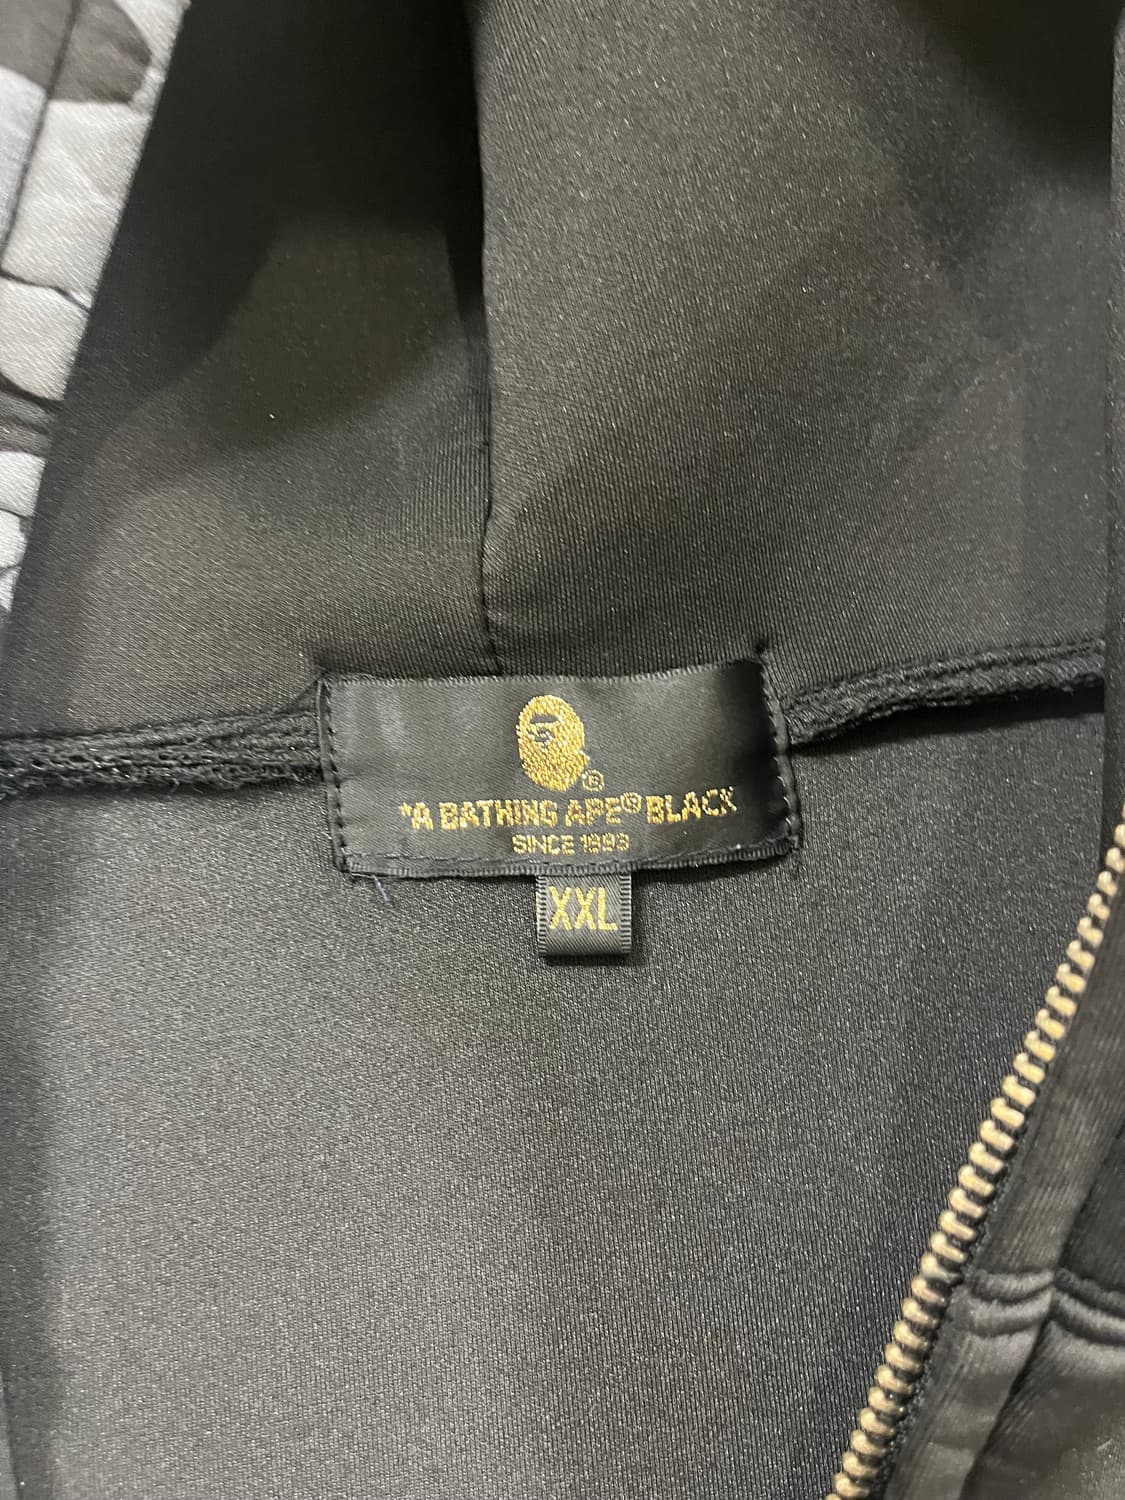 ®
*A BATHING APE® BLACK
SINCE 1993
XXL